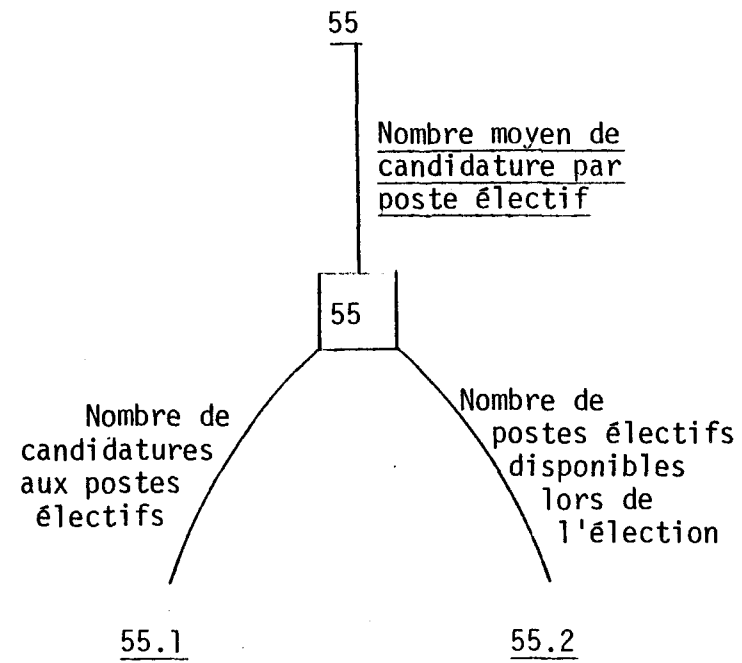 55
Nombre moyen de
candidature par
poste électif
55
Nombre de
candidatures
aux postes
électifs
Nombre de
postes électifs
disponibles
lors de
l'élection
55.1
55.2